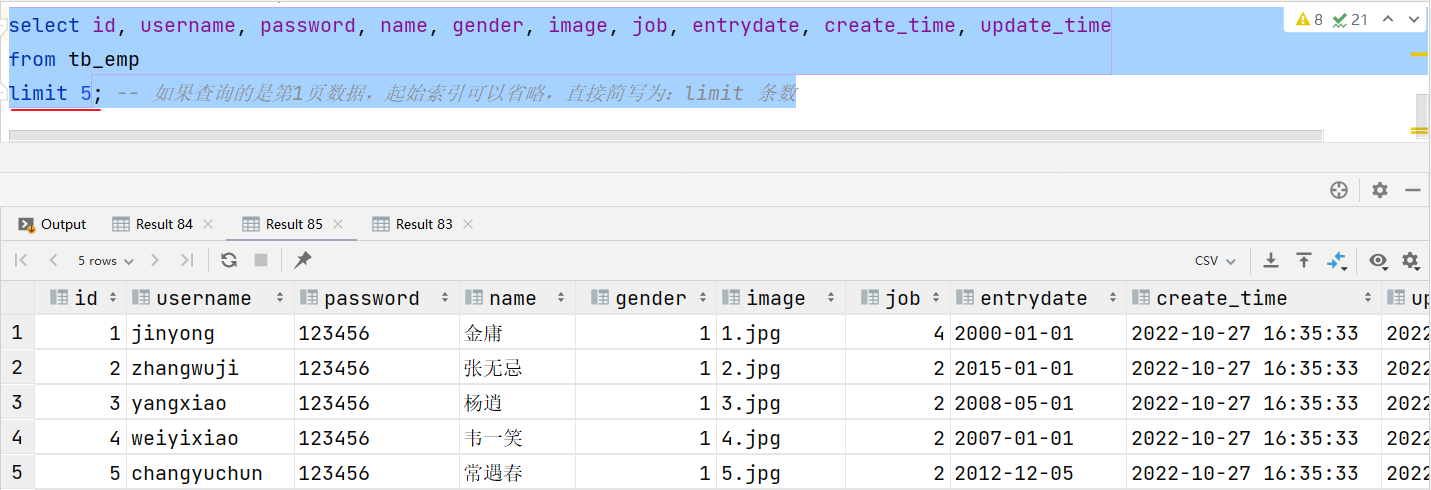 select id, username, password, name, gender, image, job, entrydate, create_time, update_time
8 21
from tb_emp
limit 5; -- 如果查询的是第1页数据，起始索引可以省略，直接简写为：limit 条数
Output Result 84 Result 85 Result 83
5 rows CSV
id username password name gender image job entrydate create_time up
1 1 jinyong 123456 金庸 1 1.jpg 4 2000-01-01 2022-10-27 16:35:33 2022
2 2 zhangwuji 123456 张无忌 1 2.jpg 2 2015-01-01 2022-10-27 16:35:33 2022
3 3 yangxiao 123456 杨逍 1 3.jpg 2 2008-05-01 2022-10-27 16:35:33 2022
4 4 weiyixiao 123456 韦一笑 1 4.jpg 2 2007-01-01 2022-10-27 16:35:33 2022
5 5 changyuchun 123456 常遇春 1 5.jpg 2 2012-12-05 2022-10-27 16:35:33 2022